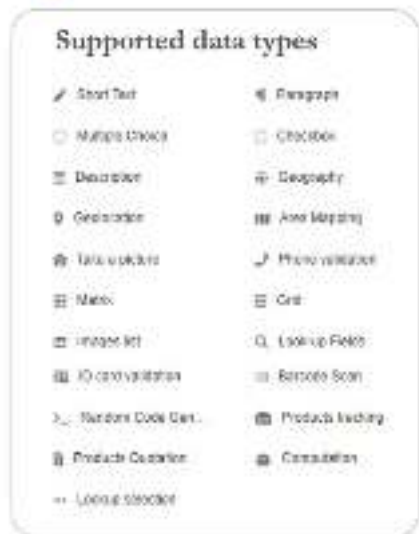 Supported data types
Short Text
Paragraph
Multiple Choice
Checkbox
Description
Geography
Geolocation
Area Mapping
Take a picture
Phone validation
Matrix
Grid
Images list
Lookup Fields
ID card validation
Barcode Scan
Random Code Gen..
Products tracking
Products Quotation
Computation
Lookup selection